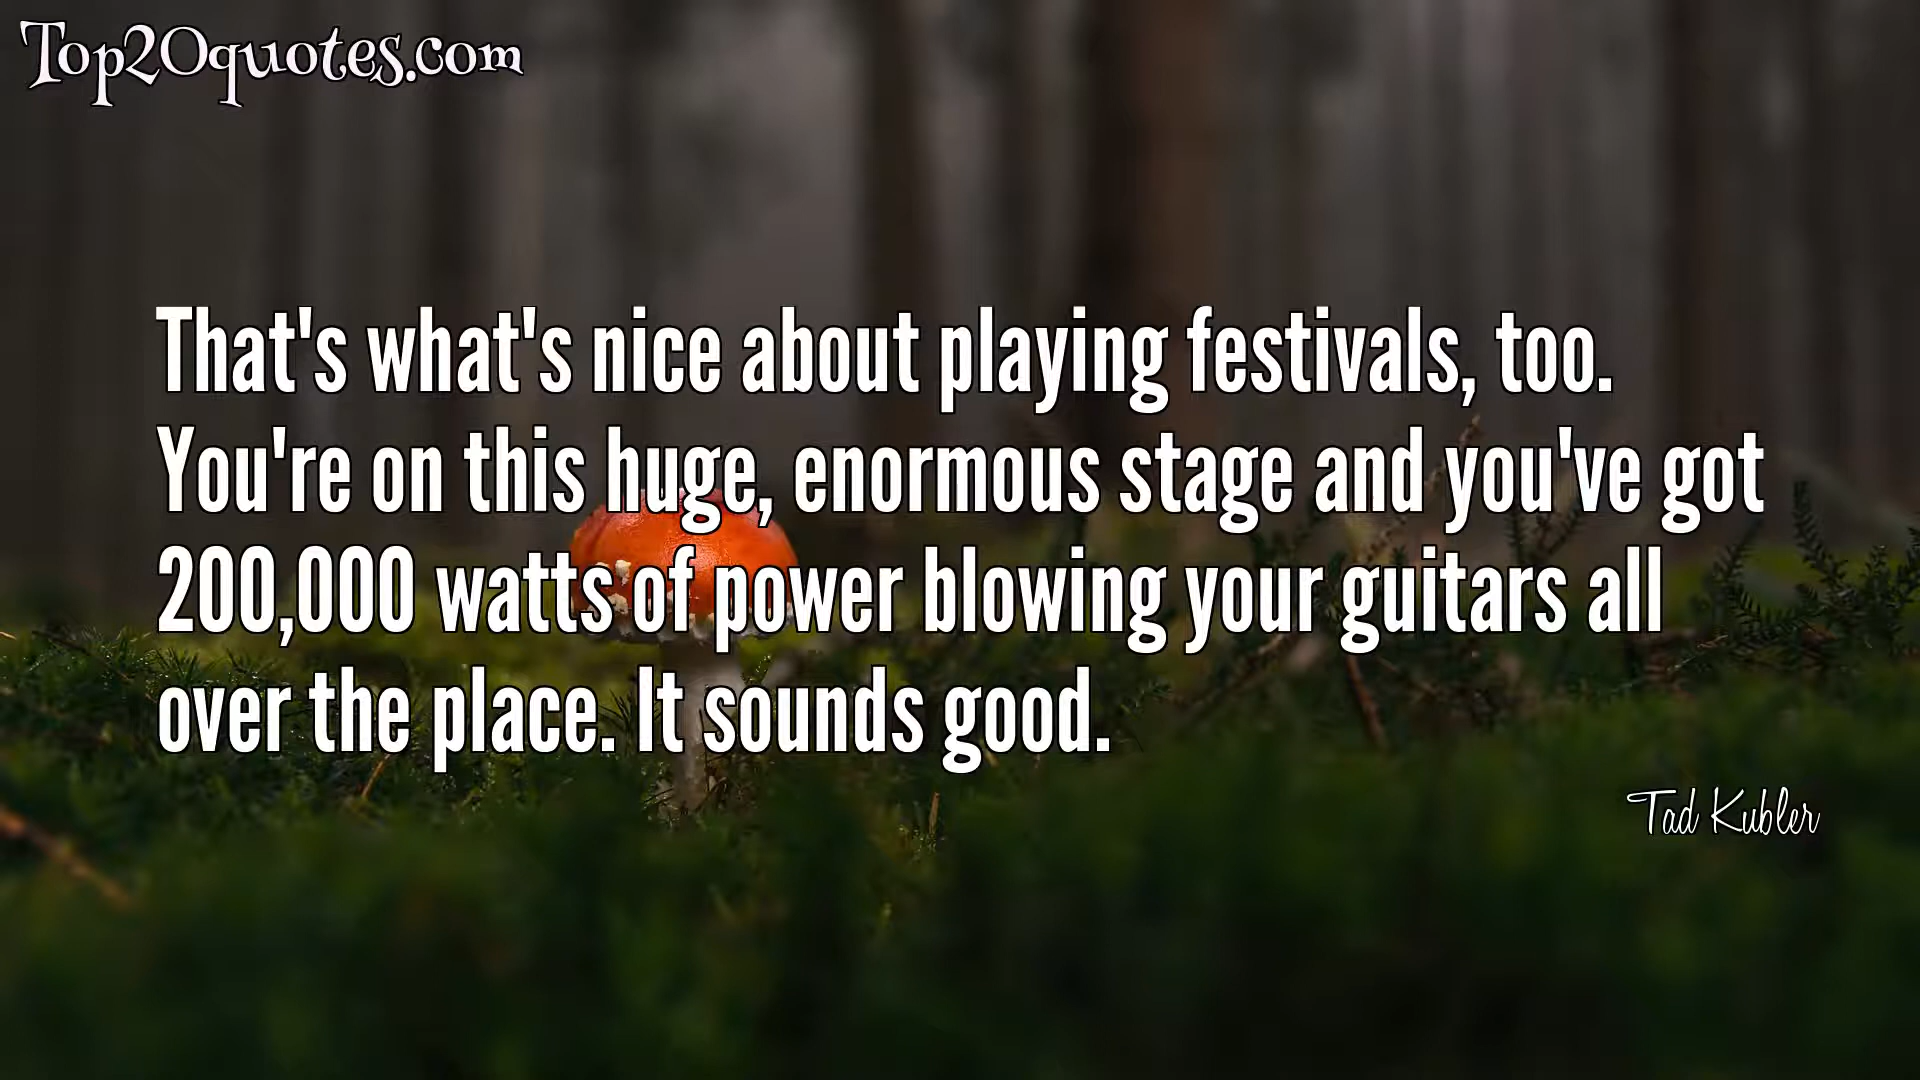 Top20quotes.com
That's what's nice about playing festivals, too.
You're on this huge, enormous stage and you've got
200,000 watts of power blowing your guitars all
over the place. It sounds good.
Tad Kubler